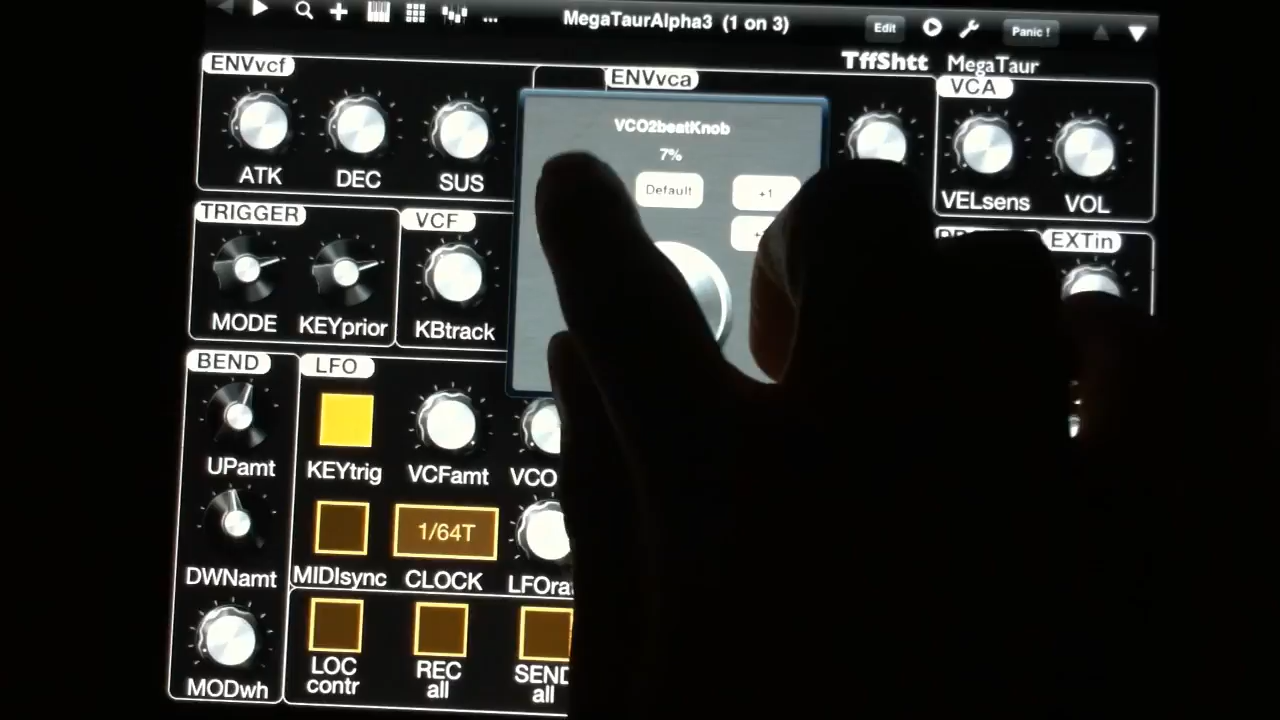 MegaTaurAlpha3 (1 on 3)
Edit
Panic !
TffShtt MegaTaur
ENVvcf
ENVvca
VCA
ATK
DEC
SUS
VELsens
VOL
VCO2beatKnob
7%
Default
+1
TRIGGER
VCF
EXTin
MODE
KEYprior
KBtrack
BEND
LFO
UPamt
KEYtrig
VCFamt
VCO
1/64T
DWNamt
MIDIsync
CLOCK
MODwh
LOC
contr
REC
all
SEND
all